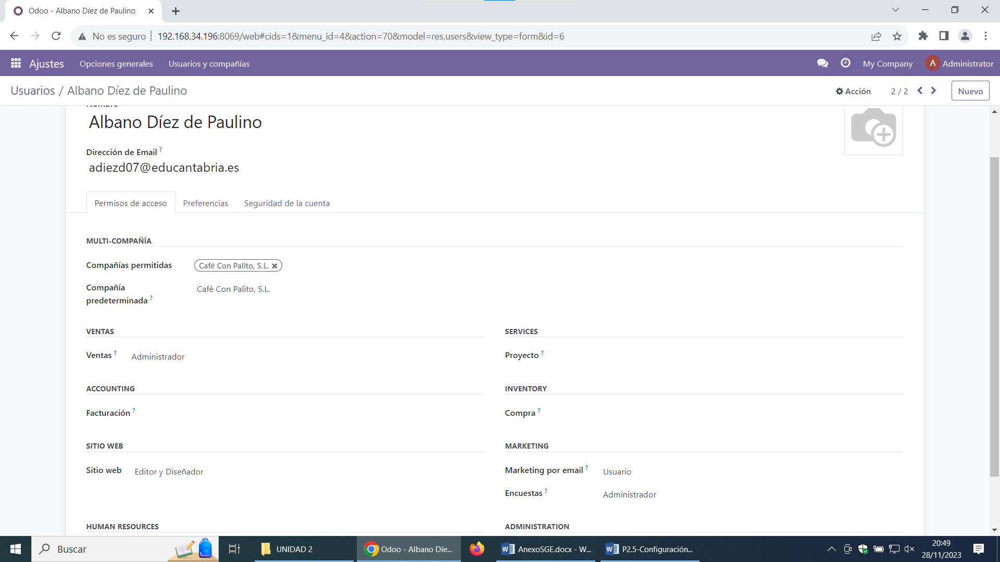 Odoo - Albano Díez de Paulino
No es seguro | 192.168.34.196:8069/web#cids=1&menu_id=4&action=70&model=res.users&view_type=form&id=6
Ajustes Opciones generales Usuarios y compañías My Company A Administrator
Usuarios / Albano Díez de Paulino Acción 2 / 2 Nuevo
Nombre
Albano Díez de Paulino
Dirección de Email ?
adiezd07@educantabria.es
Permisos de acceso Preferencias Seguridad de la cuenta
MULTI-COMPAÑÍA
Compañías permitidas Café Con Palito, S.L.
Compañía
predeterminada ? Café Con Palito, S.L.
VENTAS SERVICES
Ventas ? Administrador Proyecto ?
ACCOUNTING INVENTORY
Facturación ? Compra ?
SITIO WEB MARKETING
Sitio web Editor y Diseñador Marketing por email ? Usuario
Encuestas ? Administrador
HUMAN RESOURCES ADMINISTRATION
Buscar UNIDAD 2 Odoo - Albano Díe... AnexoSGE.docx - W... P2.5-Configuración... 20:49
28/11/2023